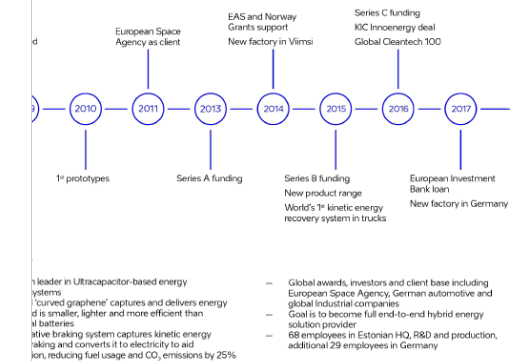 Series C funding
EAS and Norway
KIC Innoenergy deal
Grants support
European Space
Agency as client
New factory in Viimsi
Global Cleantech 100
2010
2011
2013
2014
2015
2016
2017
1st prototypes
Series A funding
Series B funding
New product range
World's 1st kinetic energy
recovery system in trucks
European Investment
Bank loan
New factory in Germany
leader in Ultracapacitor-based energy
'curved graphene' captures and delivers energy
is smaller, lighter and more efficient than
batteries
braking system captures kinetic energy
and converts it to electricity to aid
reducing fuel usage and CO₂ emissions by 25%
— Global awards, investors and client base including
European Space Agency, German automotive and
global Industrial companies
— Goal is to become full end-to-end hybrid energy
solution provider
— 68 employees in Estonian HQ, R&D and production,
additional 29 employees in Germany